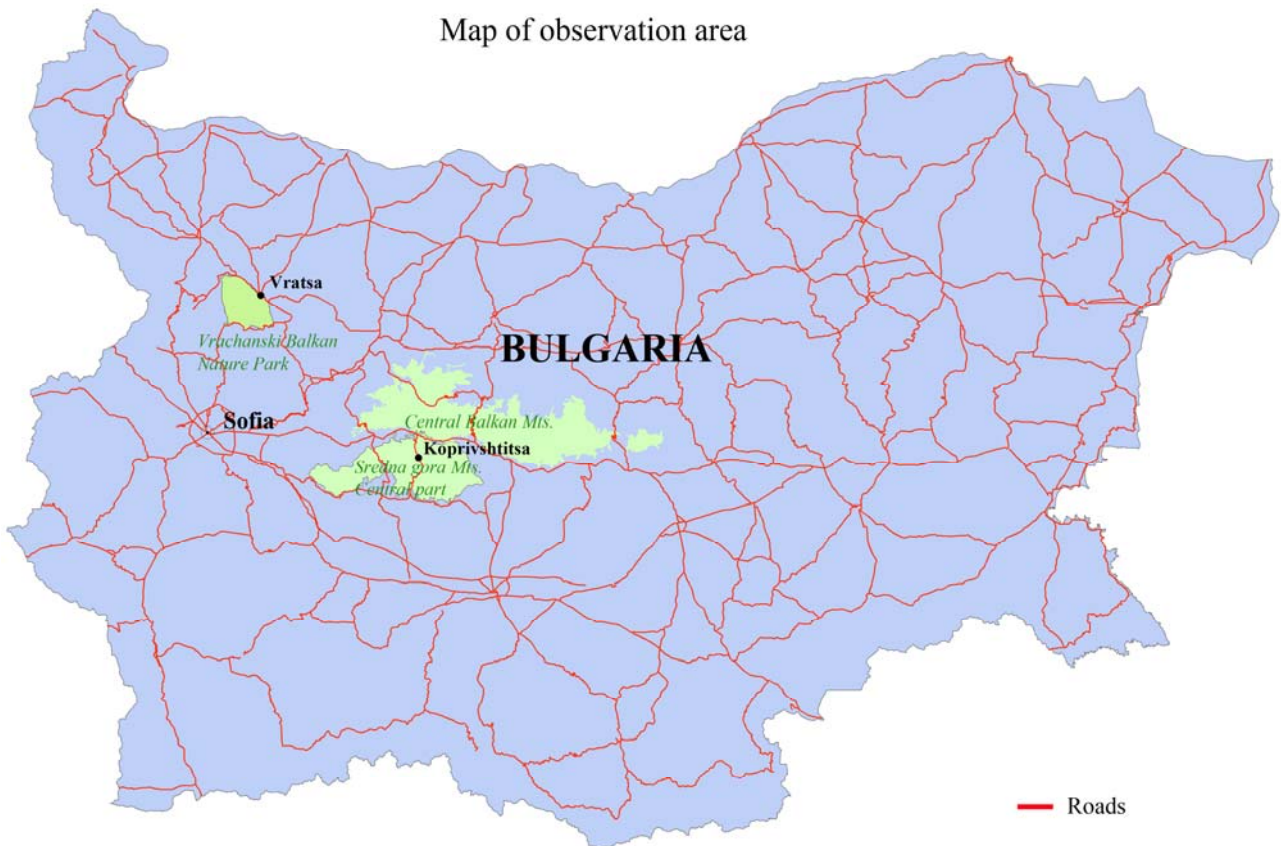 Map of observation area
Vratsa
Vrachanski Balkan
Nature Park
BULGARIA
Sofia
Central Balkan Mts.
Koprivshtitsa
Sredna gora Mts.
Central part
Roads